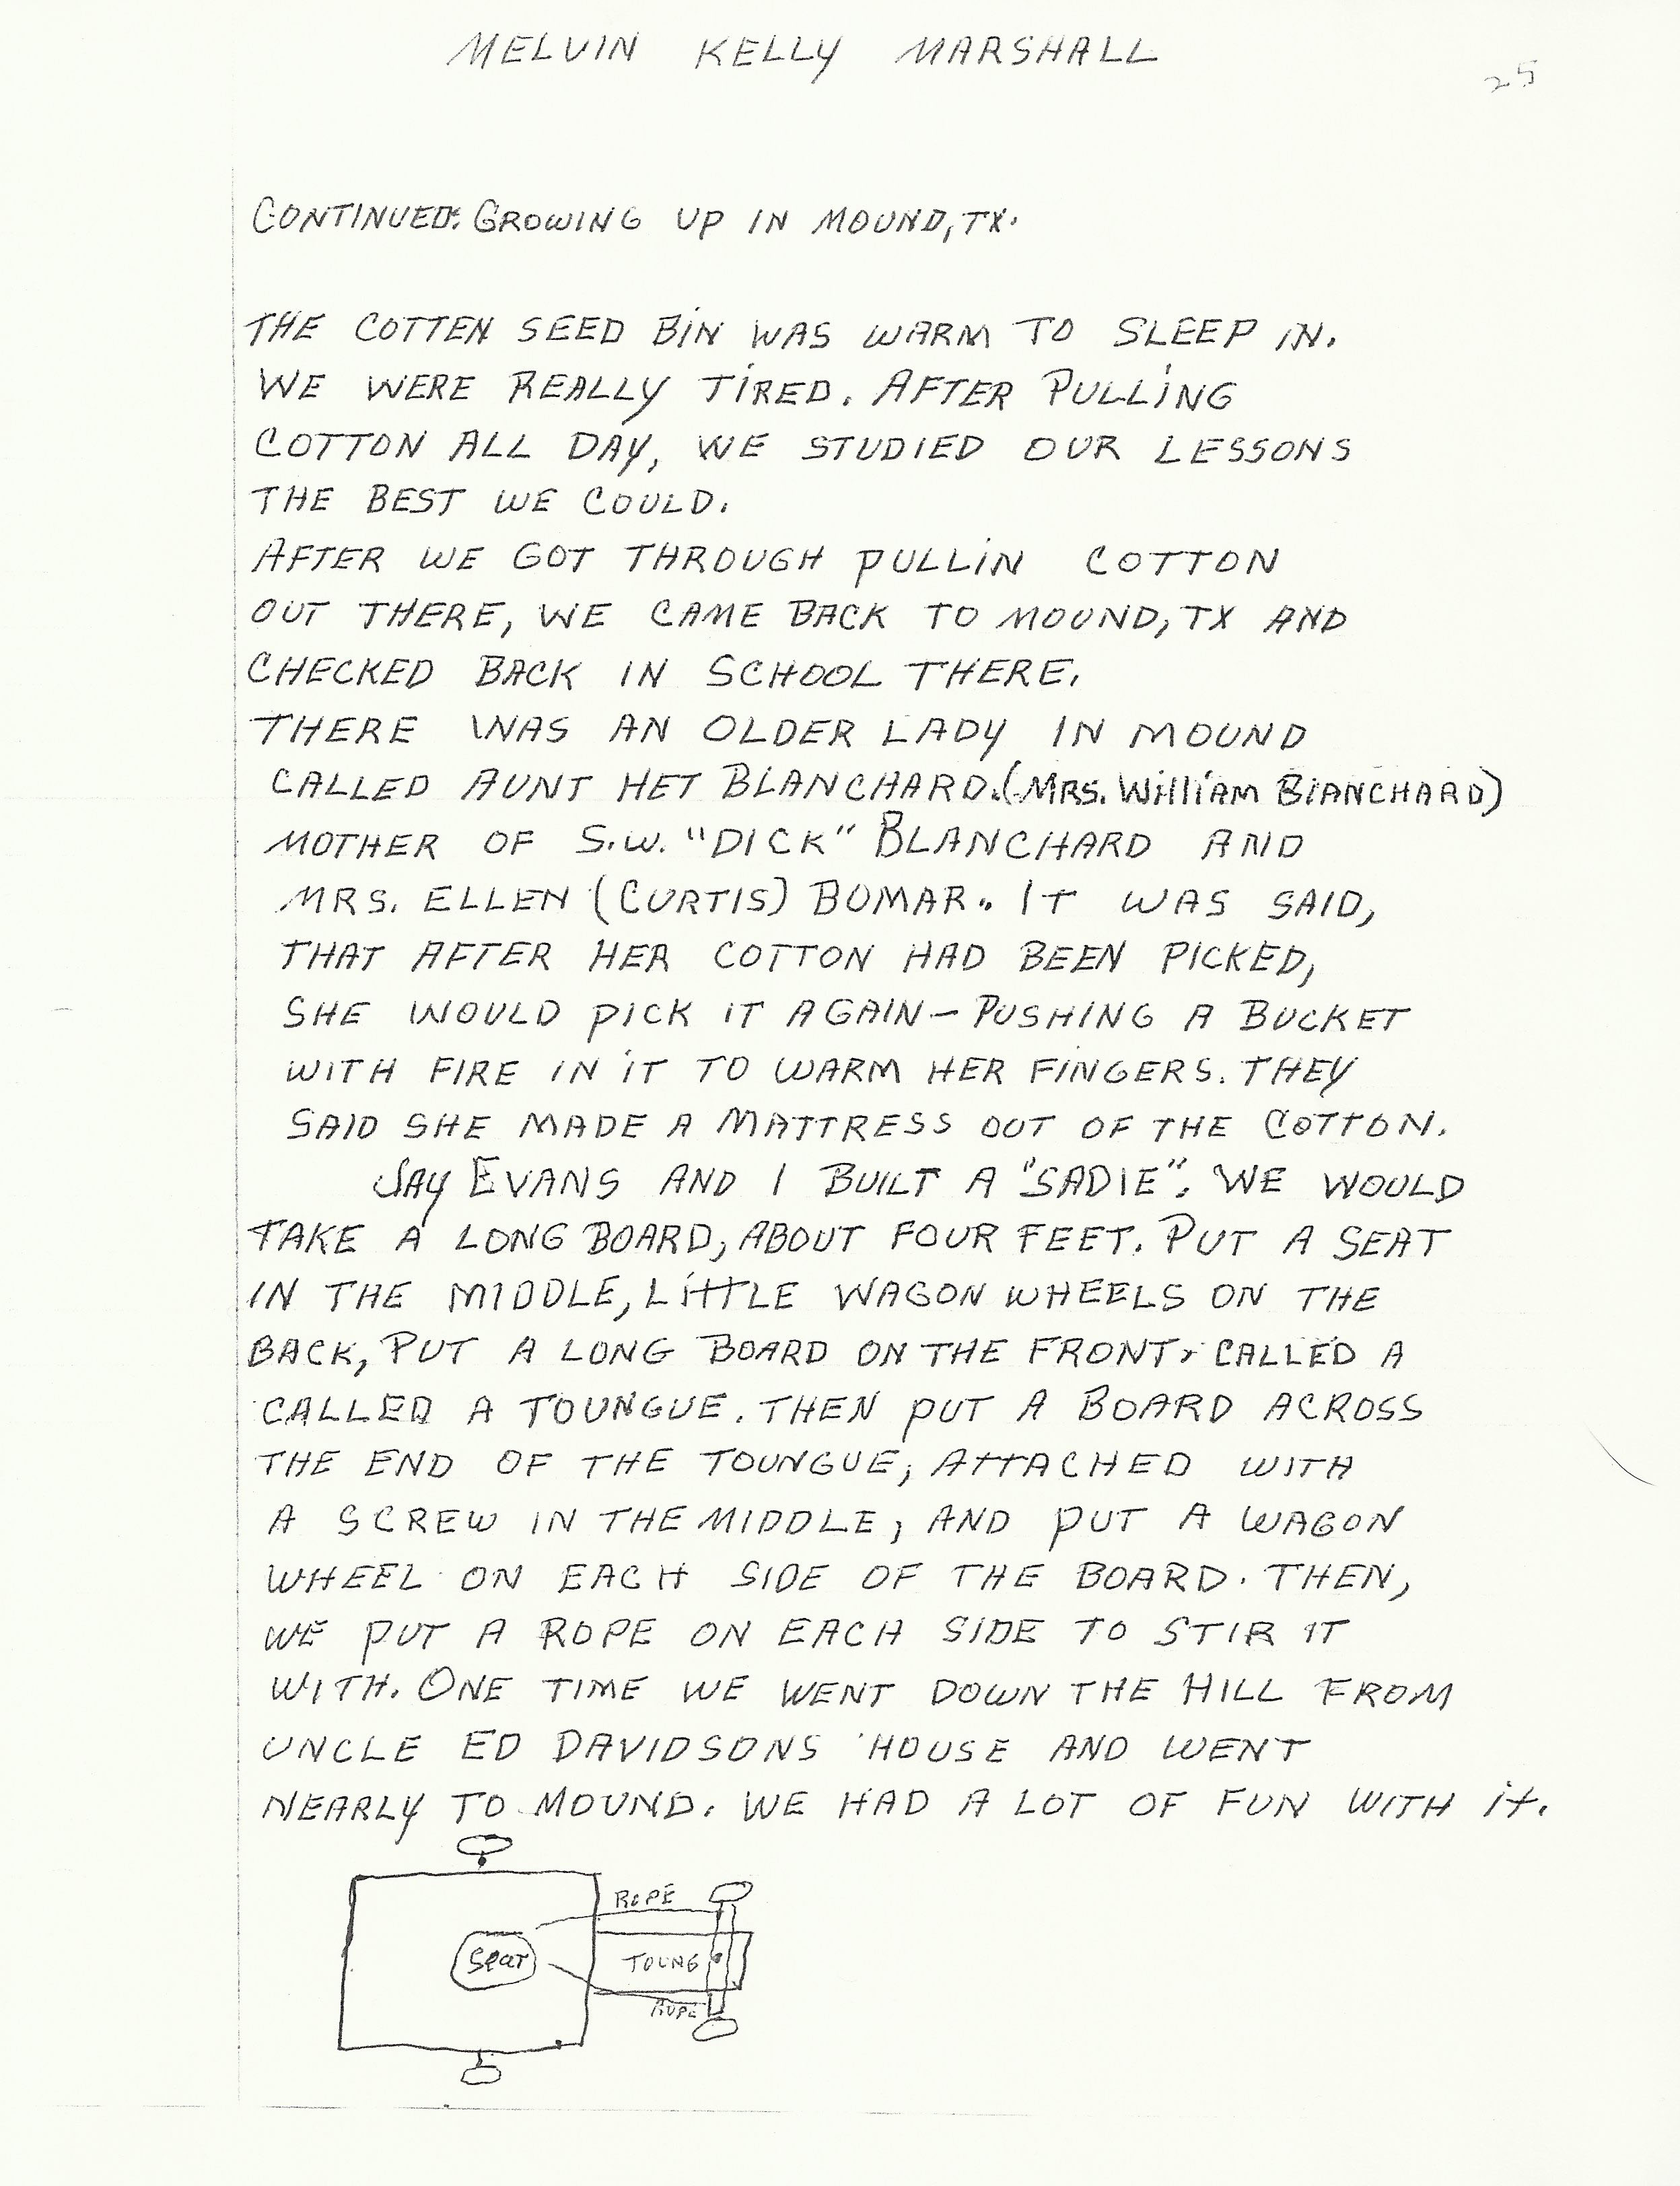 MELVIN KELLY MARSHALL
25
CONTINUED: GROWING UP IN MOUND, TX.
THE COTTEN SEED BIN WAS WARM TO SLEEP IN.
WE WERE REALLY TIRED. AFTER PULLING
COTTON ALL DAY, WE STUDIED OUR LESSONS
THE BEST WE COULD.
AFTER WE GOT THROUGH PULLIN COTTON
OUT THERE, WE CAME BACK TO MOUND, TX AND
CHECKED BACK IN SCHOOL THERE.
THERE WAS AN OLDER LADY IN MOUND
CALLED AUNT HET BLANCHARD. (MRS. WILLIAM BLANCHARD)
MOTHER OF S.W. "DICK" BLANCHARD AND
MRS. ELLEN (CURTIS) BOMAR. IT WAS SAID,
THAT AFTER HER COTTON HAD BEEN PICKED,
SHE WOULD PICK IT AGAIN - PUSHING A BUCKET
WITH FIRE IN IT TO WARM HER FINGERS. THEY
SAID SHE MADE A MATTRESS OUT OF THE COTTON.
JAY EVANS AND I BUILT A "SADIE". WE WOULD
TAKE A LONG BOARD, ABOUT FOUR FEET. PUT A SEAT
IN THE MIDDLE, LITTLE WAGON WHEELS ON THE
BACK, PUT A LONG BOARD ON THE FRONT, CALLED A
CALLED A TOUNGUE. THEN PUT A BOARD ACROSS
THE END OF THE TOUNGUE, ATTACHED WITH
A SCREW IN THE MIDDLE, AND PUT A WAGON
WHEEL ON EACH SIDE OF THE BOARD. THEN,
WE PUT A ROPE ON EACH SIDE TO STIR IT
WITH. ONE TIME WE WENT DOWN THE HILL FROM
UNCLE ED DAVIDSONS HOUSE AND WENT
NEARLY TO MOUND. WE HAD A LOT OF FUN WITH it.
ROPE
Seat
TOUNG
ROPE